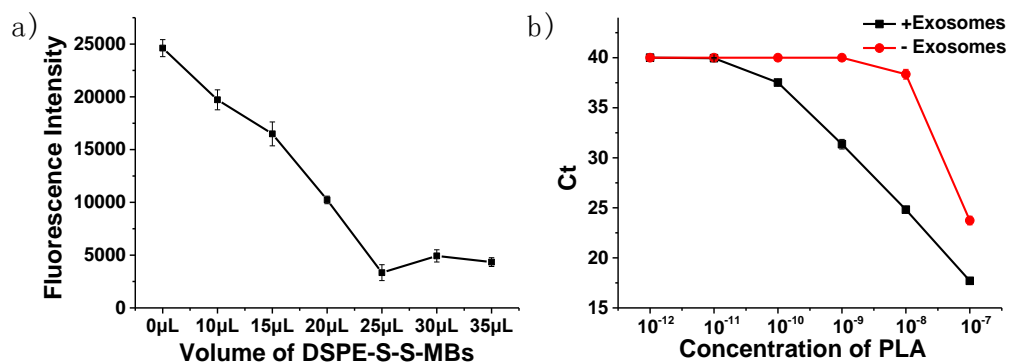 a)
Fluorescence Intensity
25000
20000
15000
10000
5000
0
0μL 10μL 15μL 20μL 25μL 30μL 35μL
Volume of DSPE-S-S-MBs
b)
+Exosomes
- Exosomes
Ct
40
35
30
25
20
15
10⁻¹² 10⁻¹¹ 10⁻¹⁰ 10⁻⁹ 10⁻⁸ 10⁻⁷
Concentration of PLA